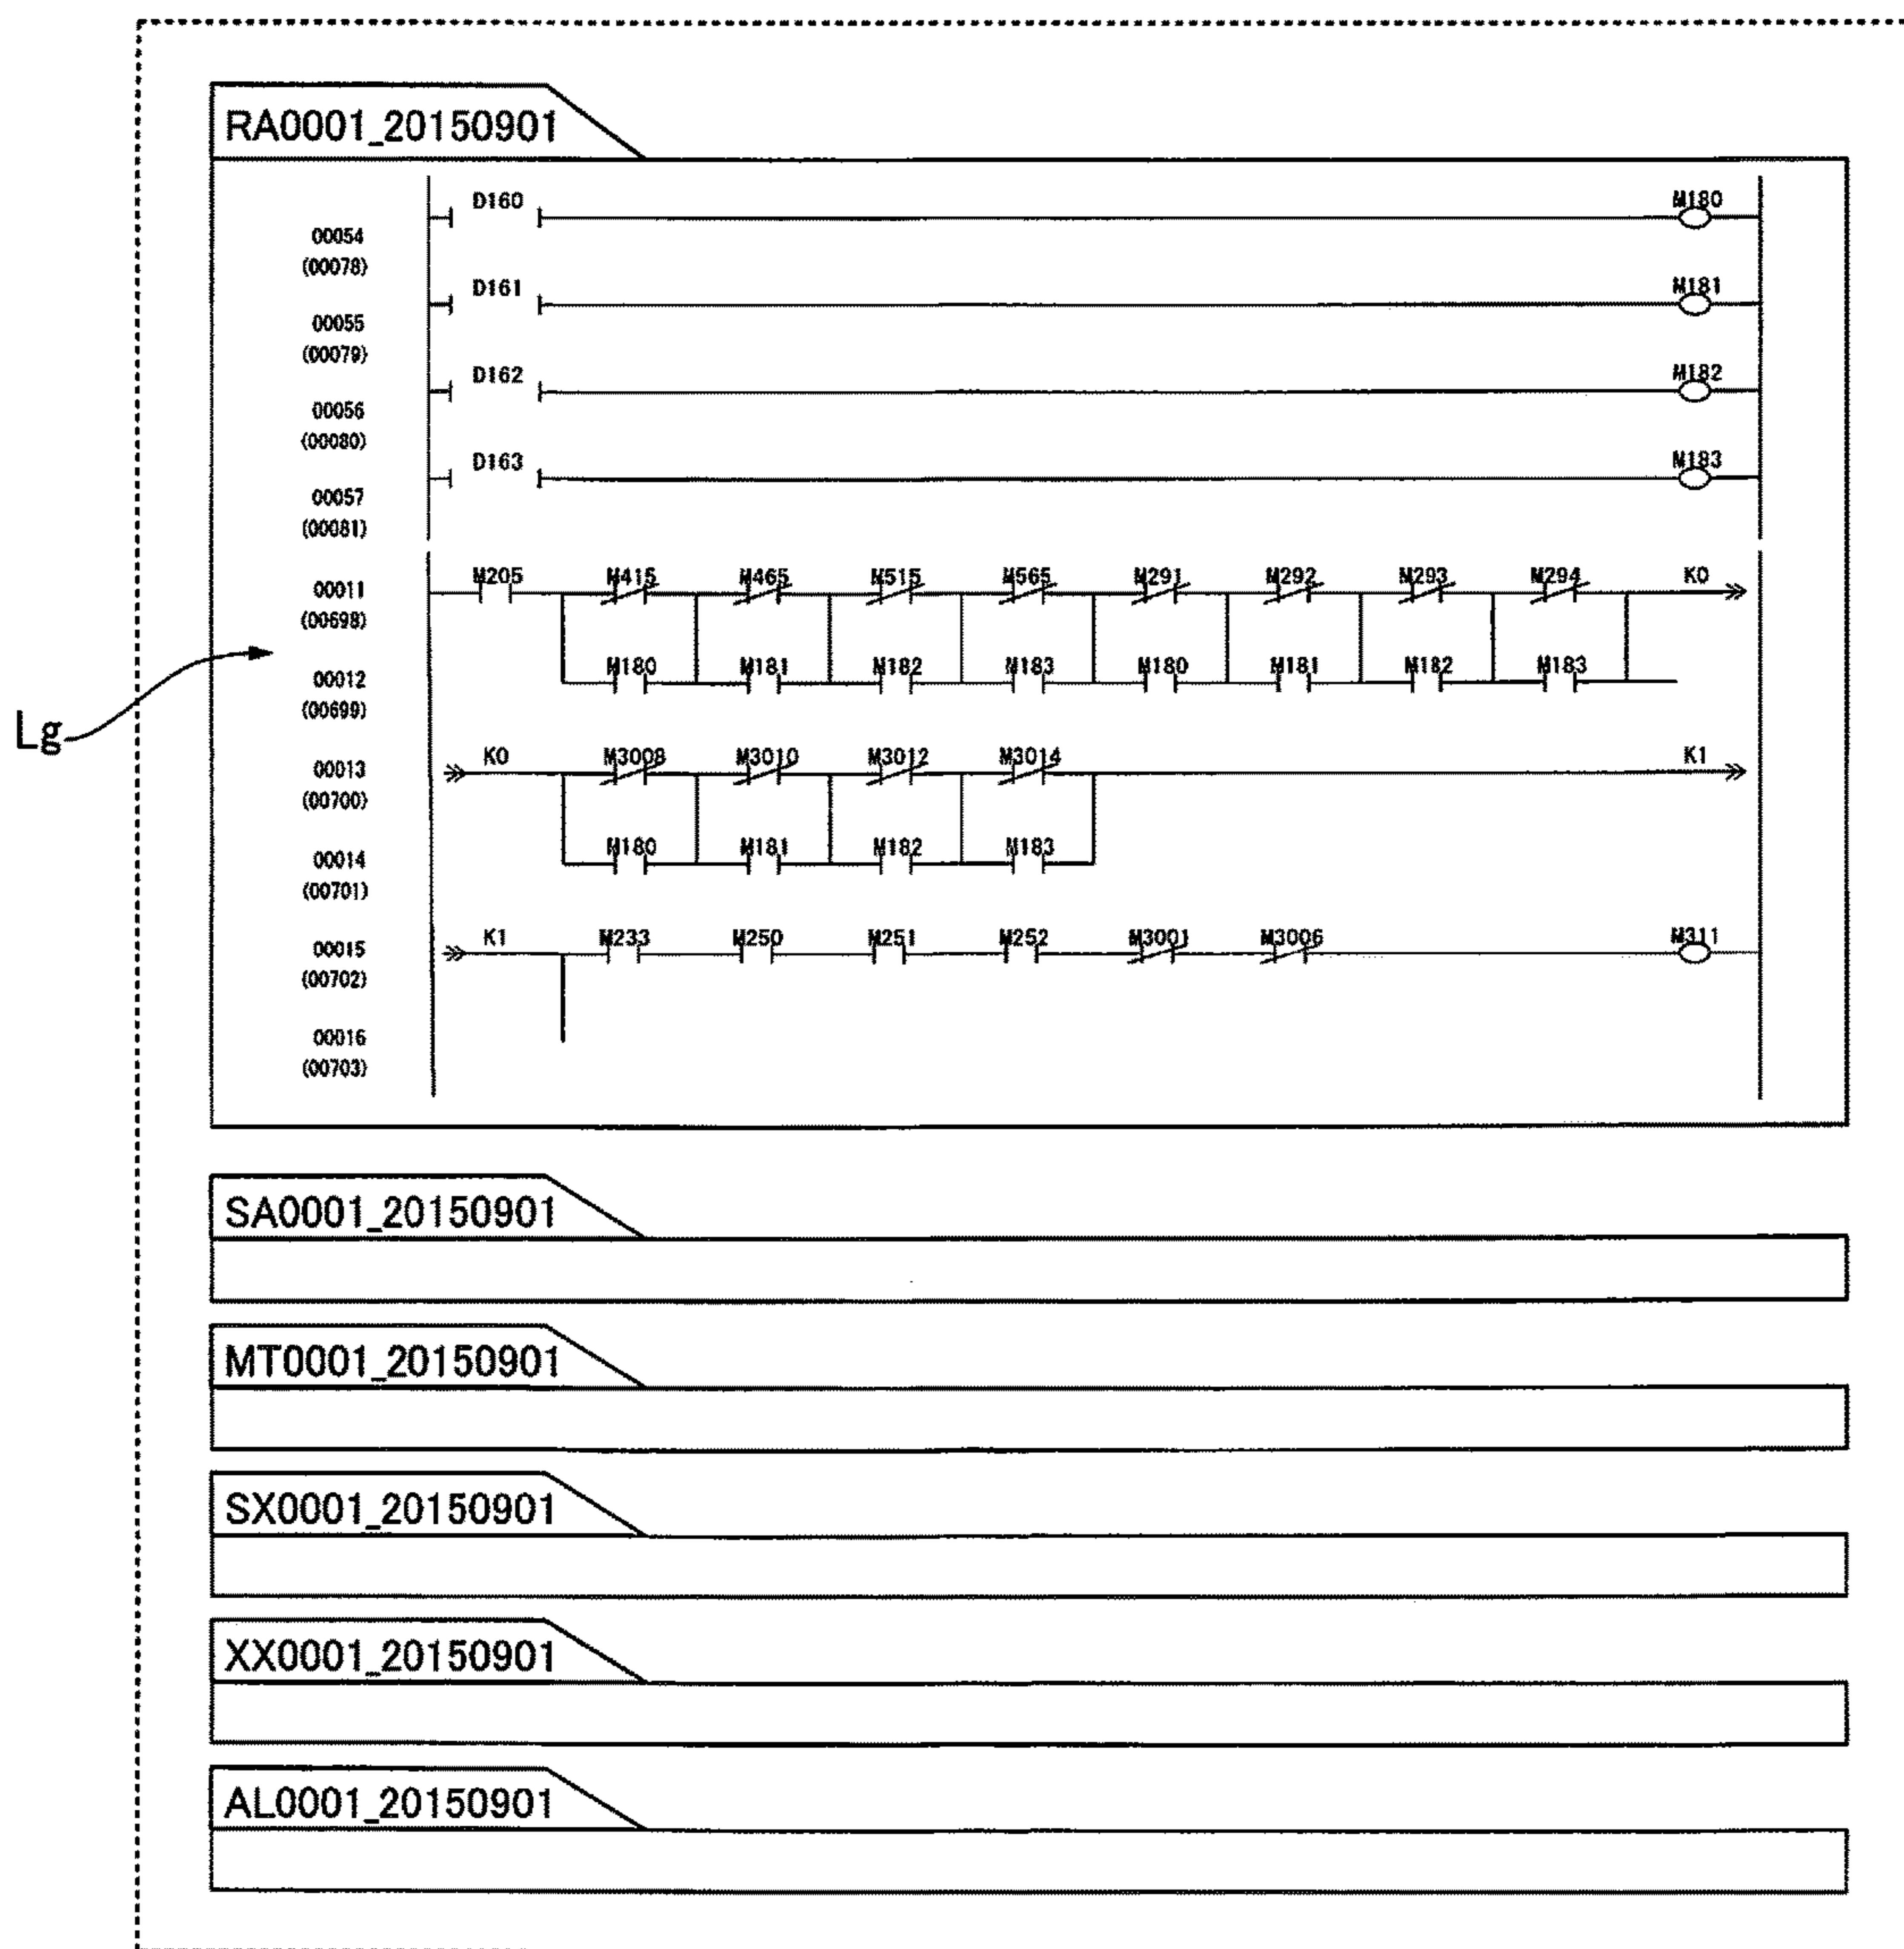 RA0001_20150901
D160 M180
00054
(00078)
D161 M181
00055
(00079)
D162 M182
00056
(00080)
D163 M183
00057
(00081)
M205 M415 M465 M515 M565 M291 M292 M293 M294 K0
00011
(00698)
M180 M181 M182 M183 M180 M181 M182 M183
00012
(00699)
Lg
K0 M3008 M3010 M3012 M3014 K1
00013
(00700)
M180 M181 M182 M183
00014
(00701)
K1 M233 M250 M251 M252 M3001 M3006 M311
00015
(00702)
00016
(00703)
SA0001_20150901
MT0001_20150901
SX0001_20150901
XX0001_20150901
AL0001_20150901